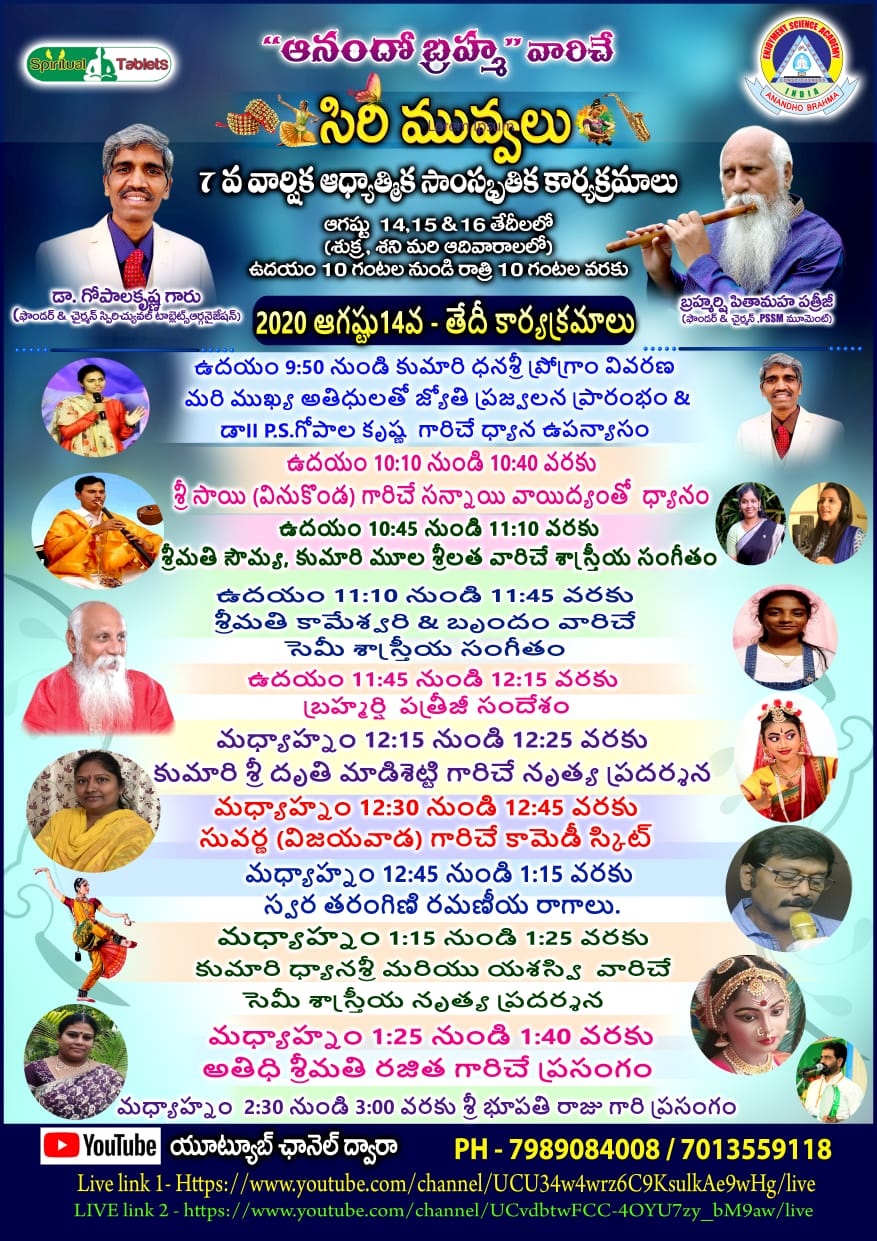 Spiritual Tablets
"ఆనందో బ్రహ్మ" వారిచే
ENJOYMENT SCIENCE ACADEMY
CONSCIOUSNESS
INDIA
ANANDHO BRAHMA
సిరి మువ్వలు
7 వ వార్షిక ఆధ్యాత్మిక సాంస్కృతిక కార్యక్రమాలు
ఆగష్టు 14,15 & 16 తేదీలలో
(శుక్ర, శని మరి ఆదివారాలలో)
ఉదయం 10 గంటల నుండి రాత్రి 10 గంటల వరకు
డా. గోపాలకృష్ణ గారు
(ఫౌండర్ & చైర్మన్ స్పిరిచ్యువల్ టాబ్లెట్స్ఆర్గనైజేషన్)
బ్రహ్మర్షి పితామహ పత్రీజీ
(ఫౌండర్ & ఛైర్మన్ ,PSSM మూమెంట్)
2020 ఆగష్టు14వ - తేదీ కార్యక్రమాలు
ఉదయం 9:50 నుండి కుమారి ధనశ్రీ ప్రోగ్రాం వివరణ
మరి ముఖ్య అతిధులతో జ్యోతి ప్రజ్వలన ప్రారంభం &
డా॥ P.S.గోపాల కృష్ణ గారిచే ధ్యాన ఉపన్యాసం
ఉదయం 10:10 నుండి 10:40 వరకు
శ్రీ సాయి (వినుకొండ) గారిచే సన్నాయి వాయిద్యంతో ధ్యానం
ఉదయం 10:45 నుండి 11:10 వరకు
శ్రీమతి సౌమ్య, కుమారి మూల శ్రీలత వారిచే శాస్త్రీయ సంగీతం
ఉదయం 11:10 నుండి 11:45 వరకు
శ్రీమతి కామేశ్వరి & బృందం వారిచే
సెమీ శాస్త్రీయ సంగీతం
ఉదయం 11:45 నుండి 12:15 వరకు
బ్రహ్మర్షి పత్రీజీ సందేశం
మధ్యాహ్నం 12:15 నుండి 12:25 వరకు
కుమారి శ్రీ దృతి మాడిశెట్టి గారిచే నృత్య ప్రదర్శన
మధ్యాహ్నం 12:30 నుండి 12:45 వరకు
సువర్ణ (విజయవాడ) గారిచే కామెడీ స్కిట్
మధ్యాహ్నం 12:45 నుండి 1:15 వరకు
స్వర తరంగిణి రమణీయ రాగాలు.
మధ్యాహ్నం 1:15 నుండి 1:25 వరకు
కుమారి ధ్యానశ్రీ మరియు యశస్వి వారిచే
సెమీ శాస్త్రీయ నృత్య ప్రదర్శన
మధ్యాహ్నం 1:25 నుండి 1:40 వరకు
అతిధి శ్రీమతి రజిత గారిచే ప్రసంగం
మధ్యాహ్నం 2:30 నుండి 3:00 వరకు శ్రీ భూపతి రాజు గారి ప్రసంగం
YouTube యూట్యూబ్ ఛానెల్ ద్వారా
PH - 7989084008 / 7013559118
Live link 1- Https://www.youtube.com/channel/UCU34w4wrz6C9KsulkAe9wHg/live
LIVE link 2 - https://www.youtube.com/channel/UCvdbtwFCC-4OYU7zy_bM9aw/live